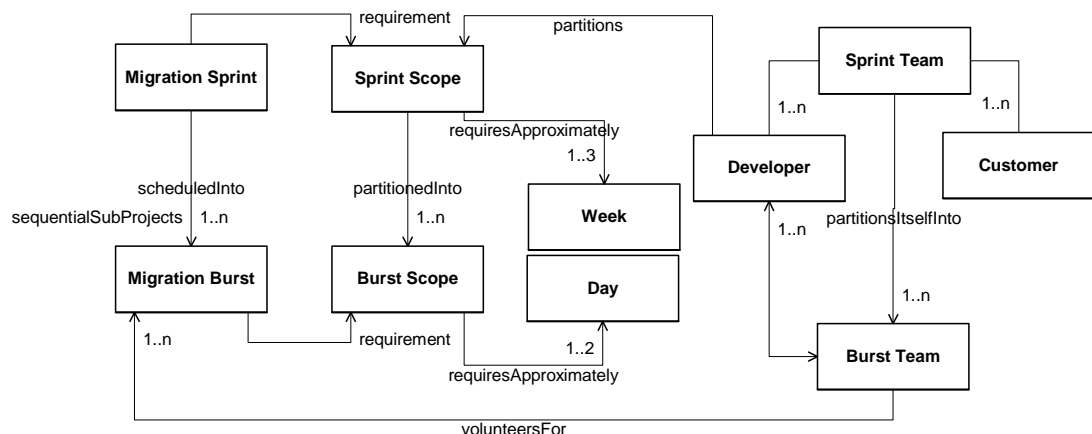 requirement
partitions
Migration Sprint
Sprint Scope
Sprint Team
1..n
1..n
requiresApproximately
1..3
Developer
Customer
scheduledInto
partitionedInto
sequentialSubProjects
1..n
1..n
Week
1..n
partitionsItselfInto
Migration Burst
Burst Scope
Day
1..n
1..n
requirement
1..2
Burst Team
requiresApproximately
volunteersFor